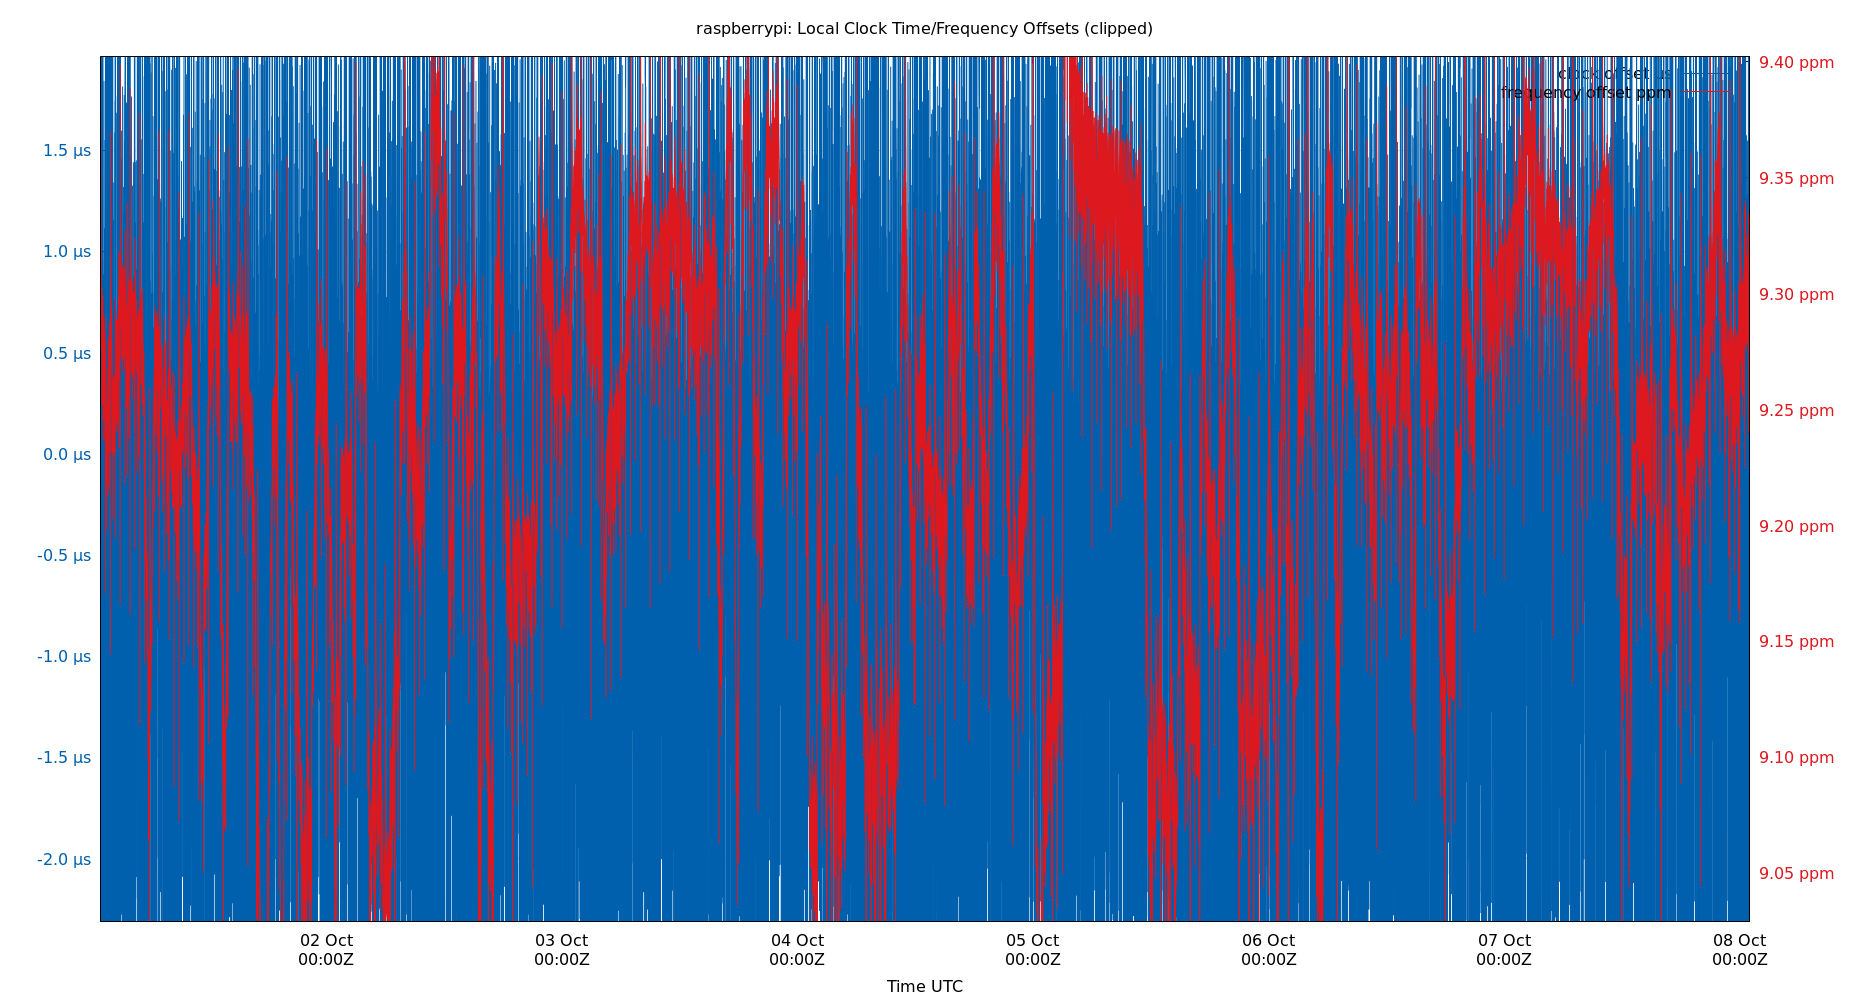 raspberrypi: Local Clock Time/Frequency Offsets (clipped)
clock offset µs
frequency offset ppm
1.5 µs
1.0 µs
0.5 µs
0.0 µs
-0.5 µs
-1.0 µs
-1.5 µs
-2.0 µs
9.40 ppm
9.35 ppm
9.30 ppm
9.25 ppm
9.20 ppm
9.15 ppm
9.10 ppm
9.05 ppm
02 Oct 03 Oct 04 Oct 05 Oct 06 Oct 07 Oct 08 Oct
00:00Z 00:00Z 00:00Z 00:00Z 00:00Z 00:00Z 00:00Z
Time UTC